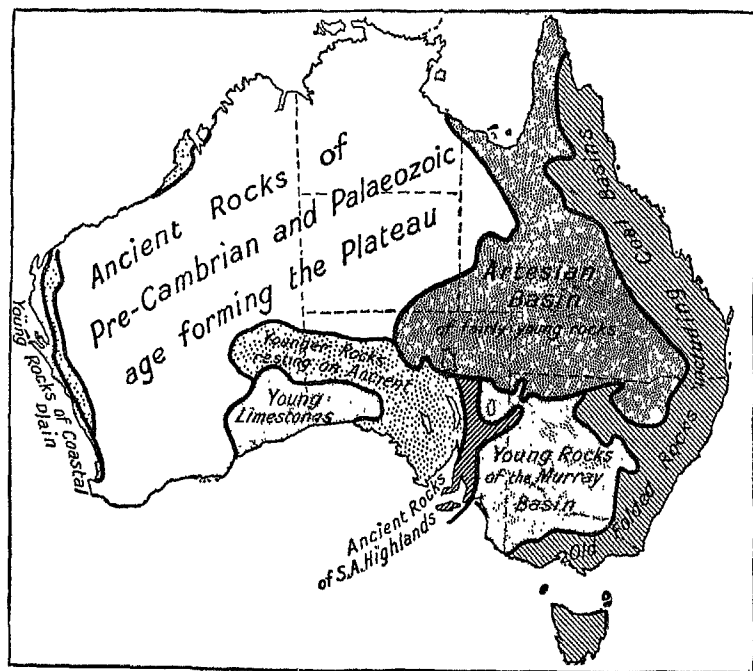 Ancient Rocks of
Pre-Cambrian and Palaeozoic
age forming the Plateau
Young Rocks of Coastal
plain
Younger Rocks
resting on Ancient
Young
Limestones
Artesian
Basin
of fairly young rocks
Old Folded Rocks
including
Coal Basins
Young Rocks
of the Murray
Basin
Ancient Rocks
of S.A. Highlands